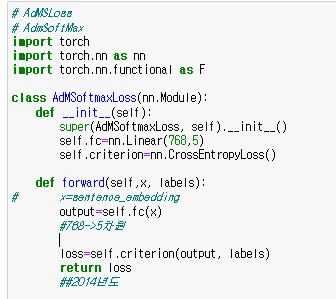 # AdMSLoss
# AdmSoftMax
import torch
import torch.nn as nn
import torch.nn.functional as F
class AdMSoftmaxLoss(nn.Module):
def __init__(self):
super(AdMSoftmaxLoss, self).__init__()
self.fc=nn.Linear(768,5)
self.criterion=nn.CrossEntropyLoss()
def forward(self,x, labels):
# x=sentence_embedding
output=self.fc(x)
#768->5차원
loss=self.criterion(output, labels)
return loss
##2014년도